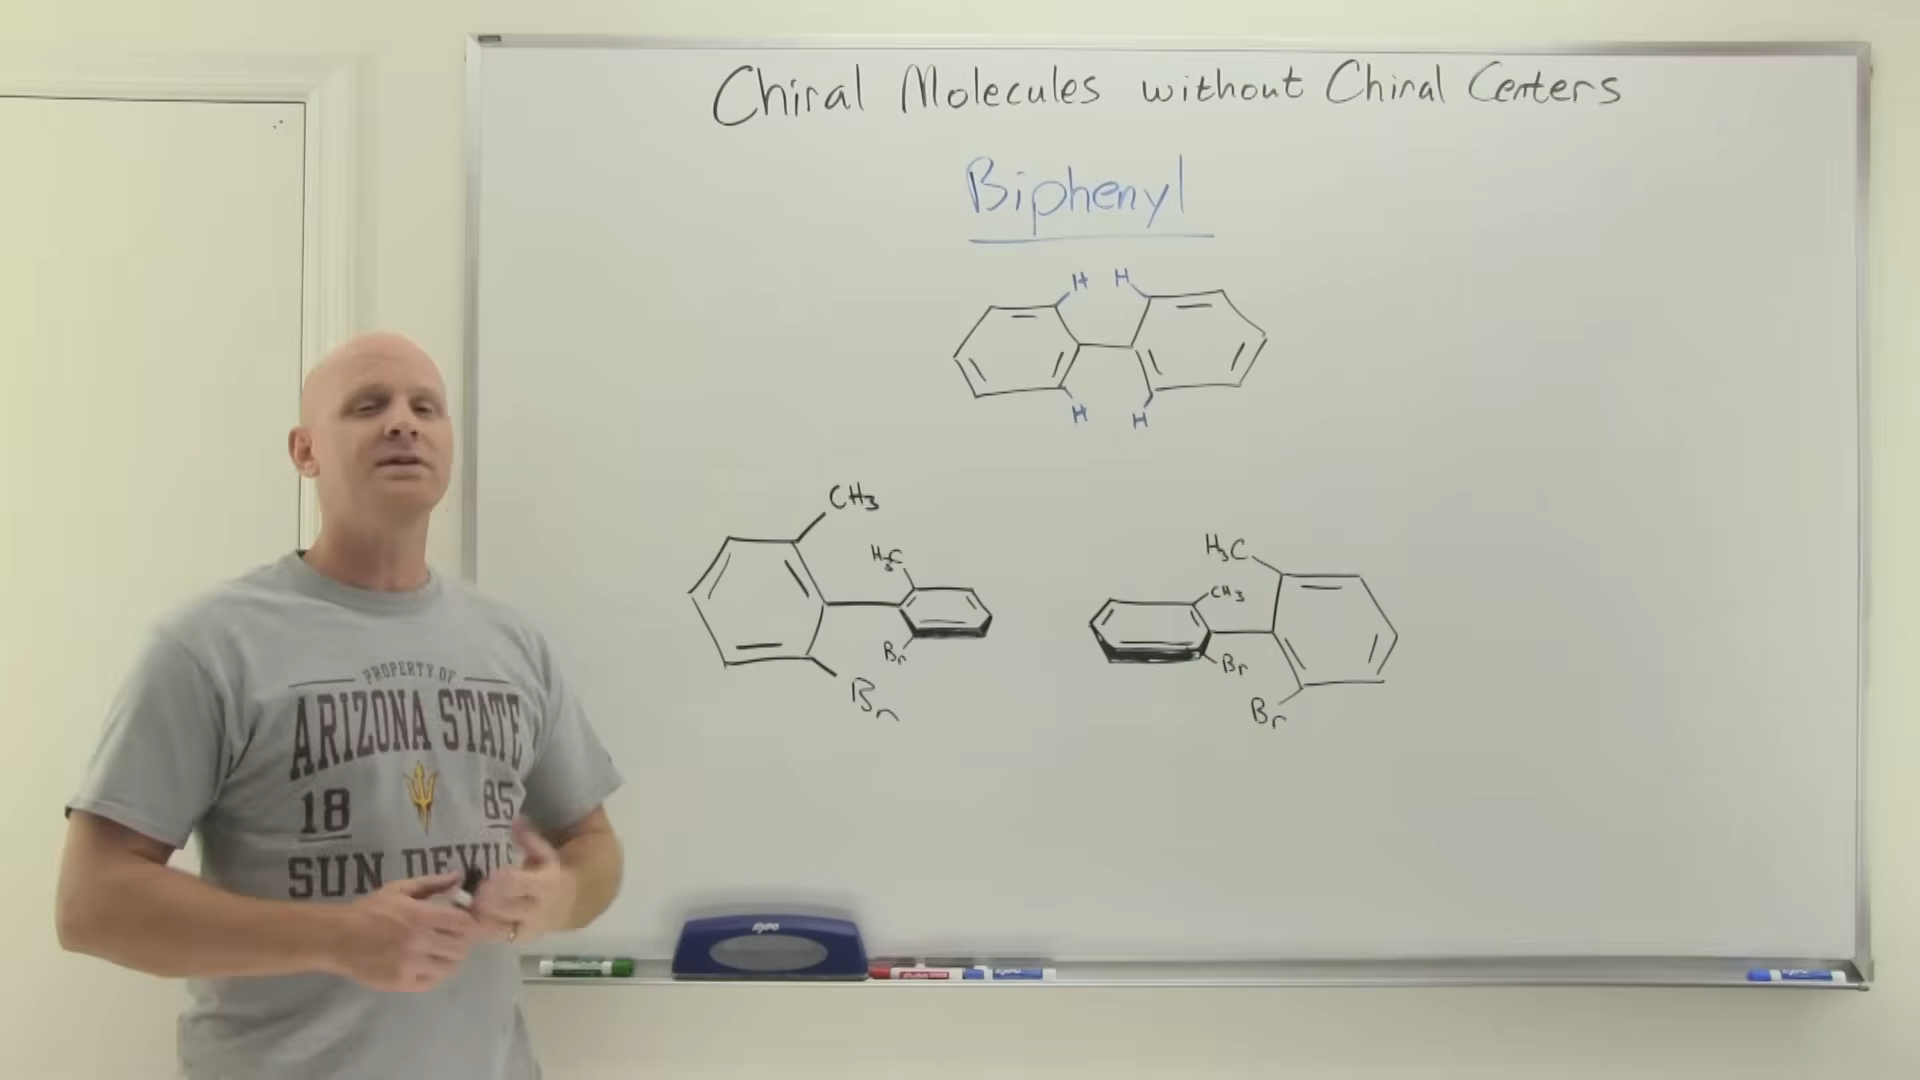 Chiral Molecules without Chiral Centers
Biphenyl
H H
H H
CH3
H3C
Br
Br
H3C
CH3
Br
Br
PROPERTY OF
ARIZONA STATE
18 85
SUN DEVILS
expo